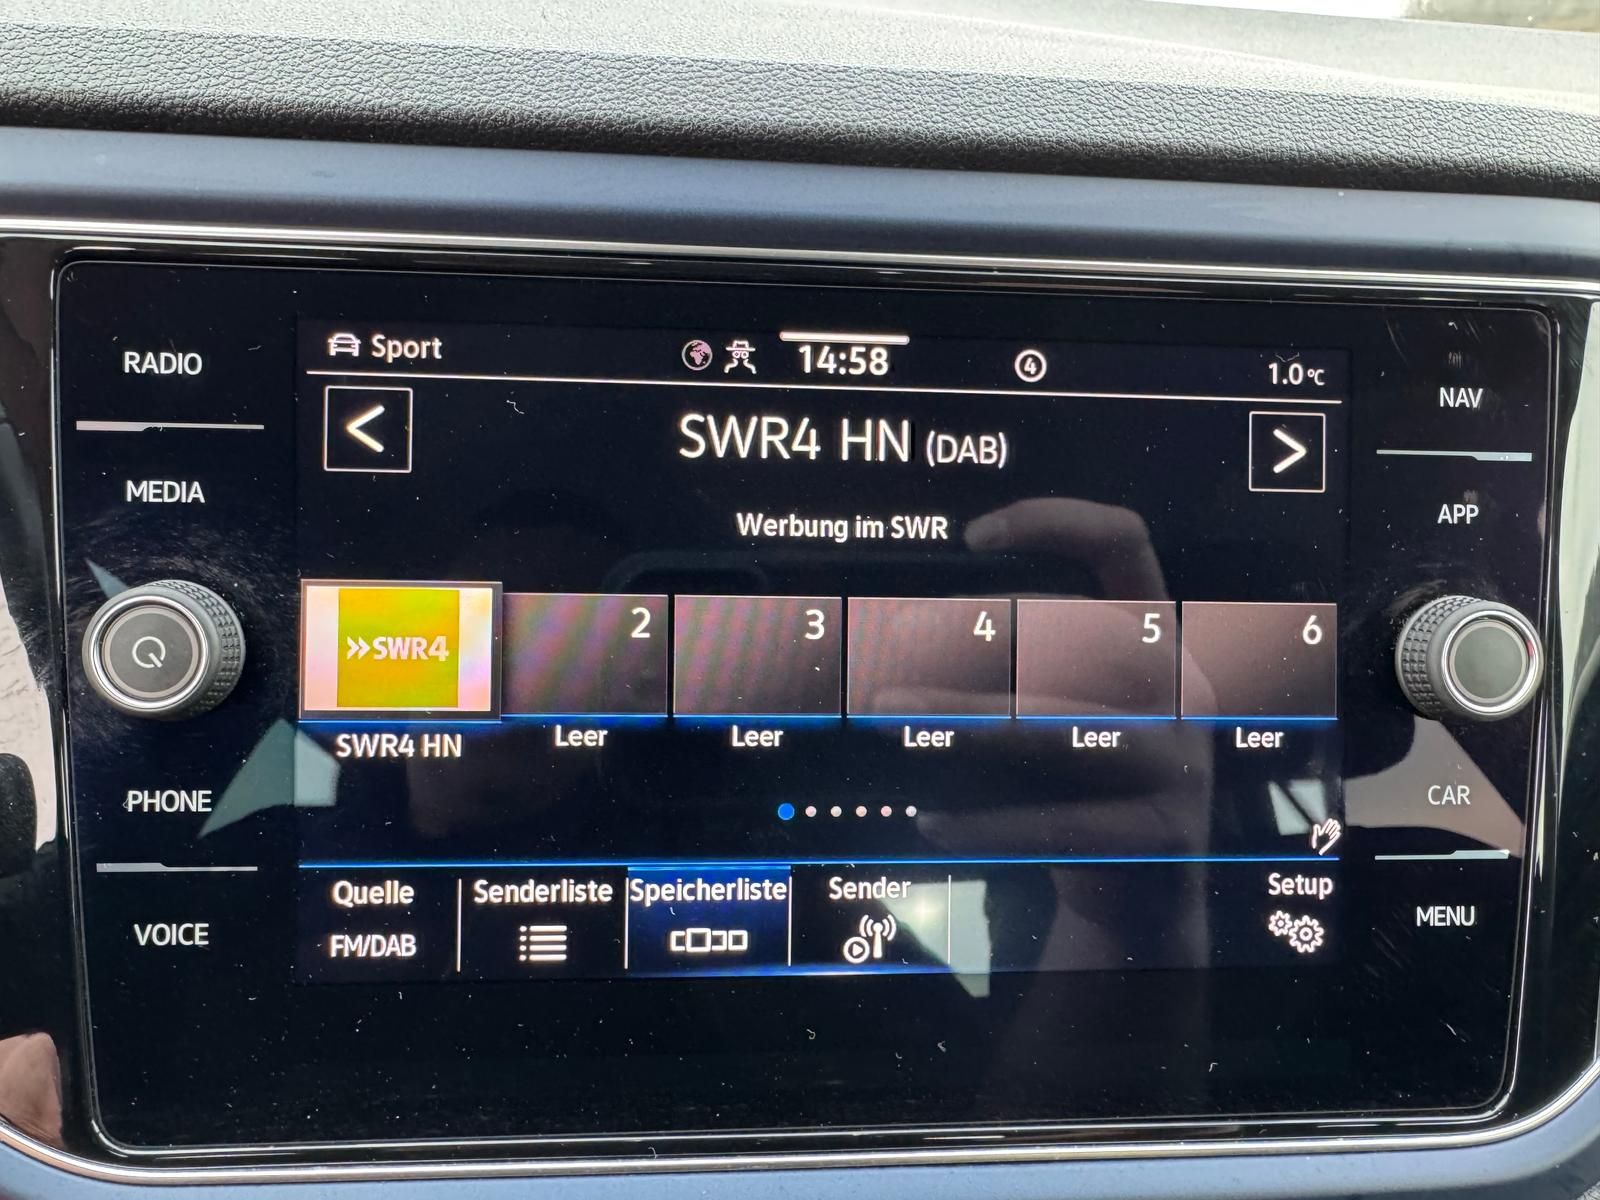 RADIO
MEDIA
PHONE
VOICE
Sport
14:58
4
1.0°C
< SWR4 HN (DAB) >
Werbung im SWR
»SWR4
2
3
4
5
6
SWR4 HN
Leer
Leer
Leer
Leer
Leer
Quelle
FM/DAB
Senderliste
Speicherliste
Sender
Setup
NAV
APP
CAR
MENU